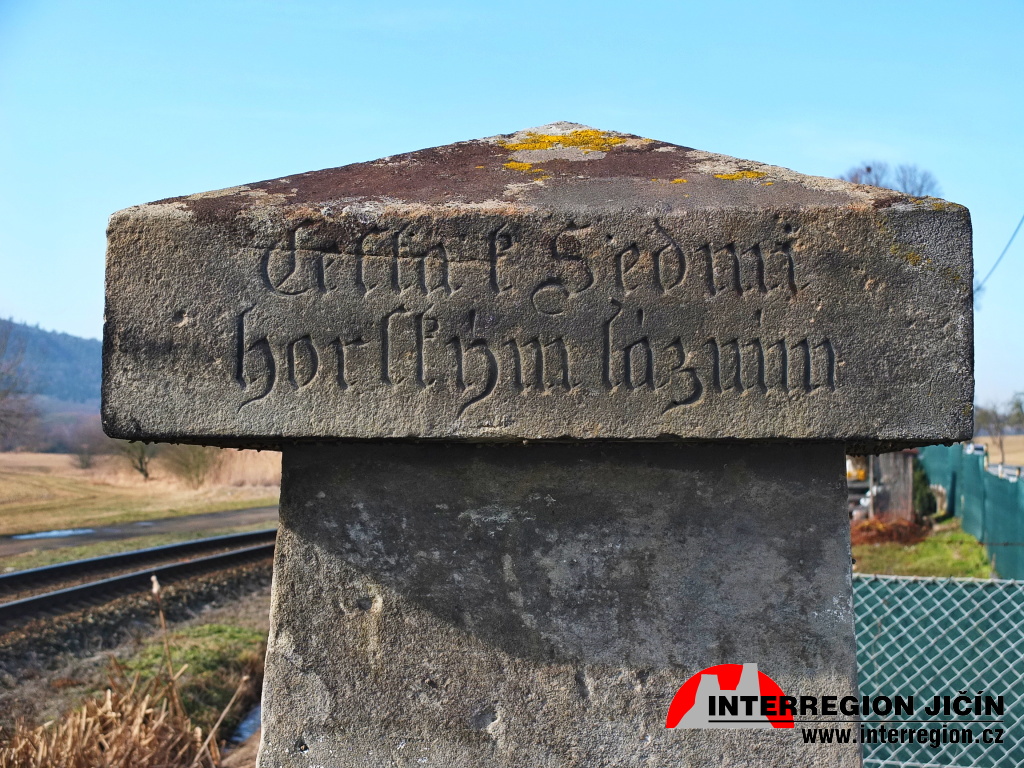 Cesta k Sedmi
horským lázním
INTERREGION JIČÍN
www.interregion.cz